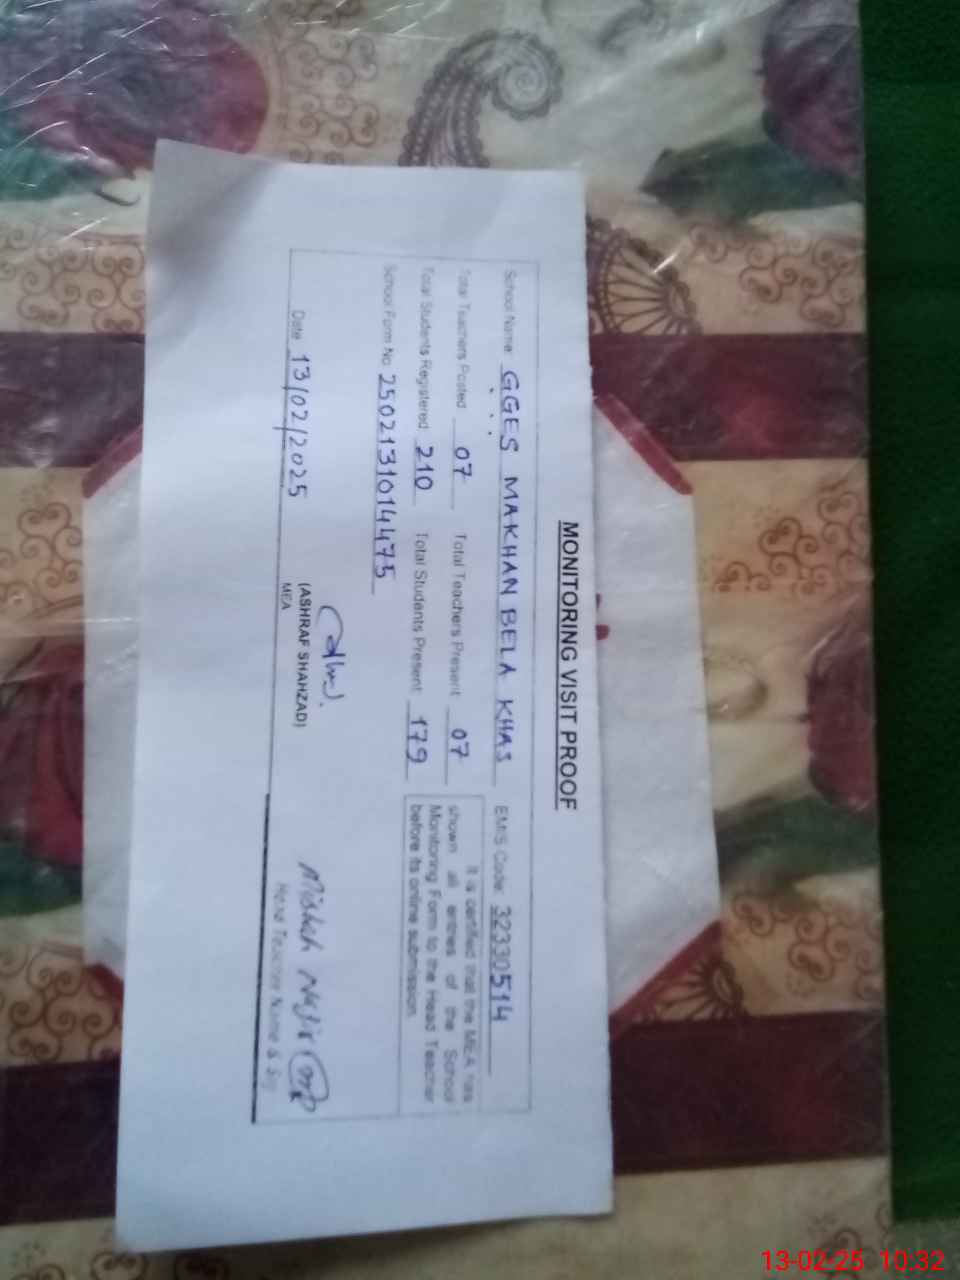 MONITORING VISIT PROOF
School Name: GGES MAKHAN BELA KHAS EMIS Code: 32330514
Total Teachers Posted 07 Total Teachers Present 07
Total Students Registered 210 Total Students Present 179
School Form No 25021310144475
It is certified that the MEA has
shown all entries of the School
Monitoring Form to the Head Teacher
before its online submission
Date 13/02/2025
(ASHRAF SHAHZAD)
MEA
Misbah
Head Teacher Name & Sig
13-02-25 10:32